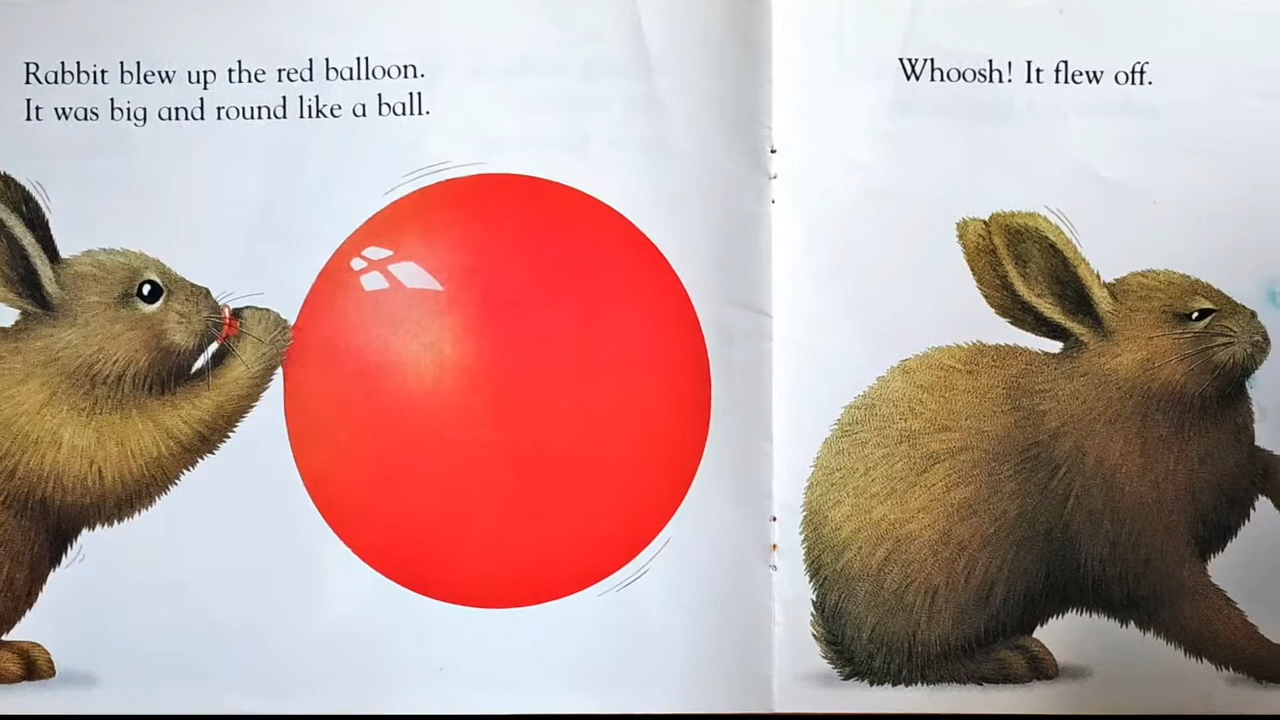 Rabbit blew up the red balloon.
It was big and round like a ball.
Whoosh! It flew off.